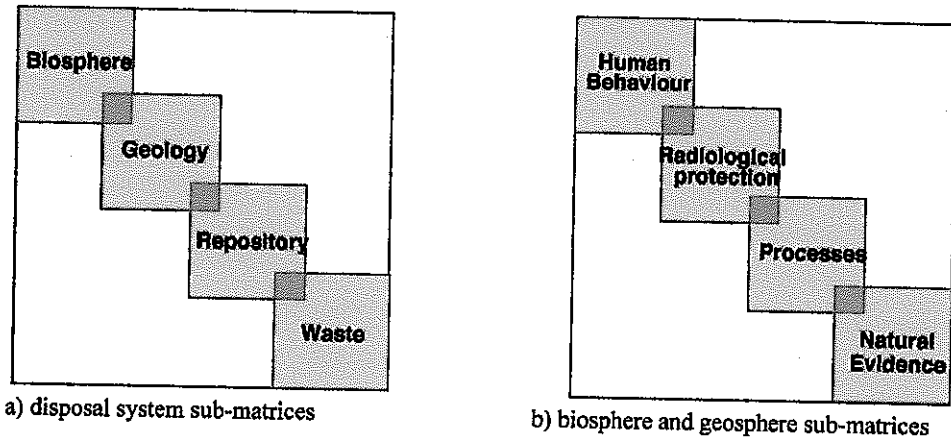 Biosphere
Geology
Repository
Waste
a) disposal system sub-matrices
Human
Behaviour
Radiological
protection
Processes
Natural
Evidence
b) biosphere and geosphere sub-matrices